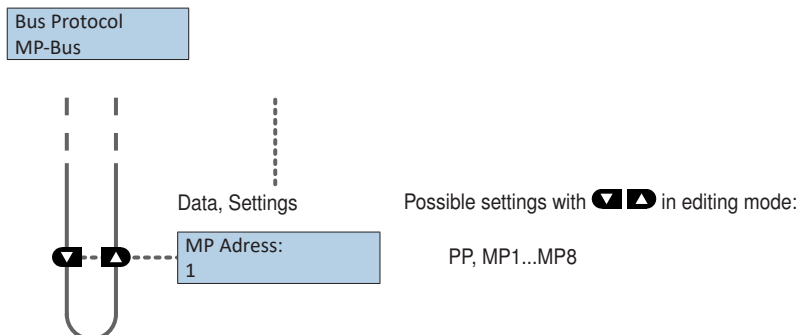 Bus Protocol
MP-Bus
Data, Settings
Possible settings with in editing mode:
MP Adress:
1
PP, MP1...MP8